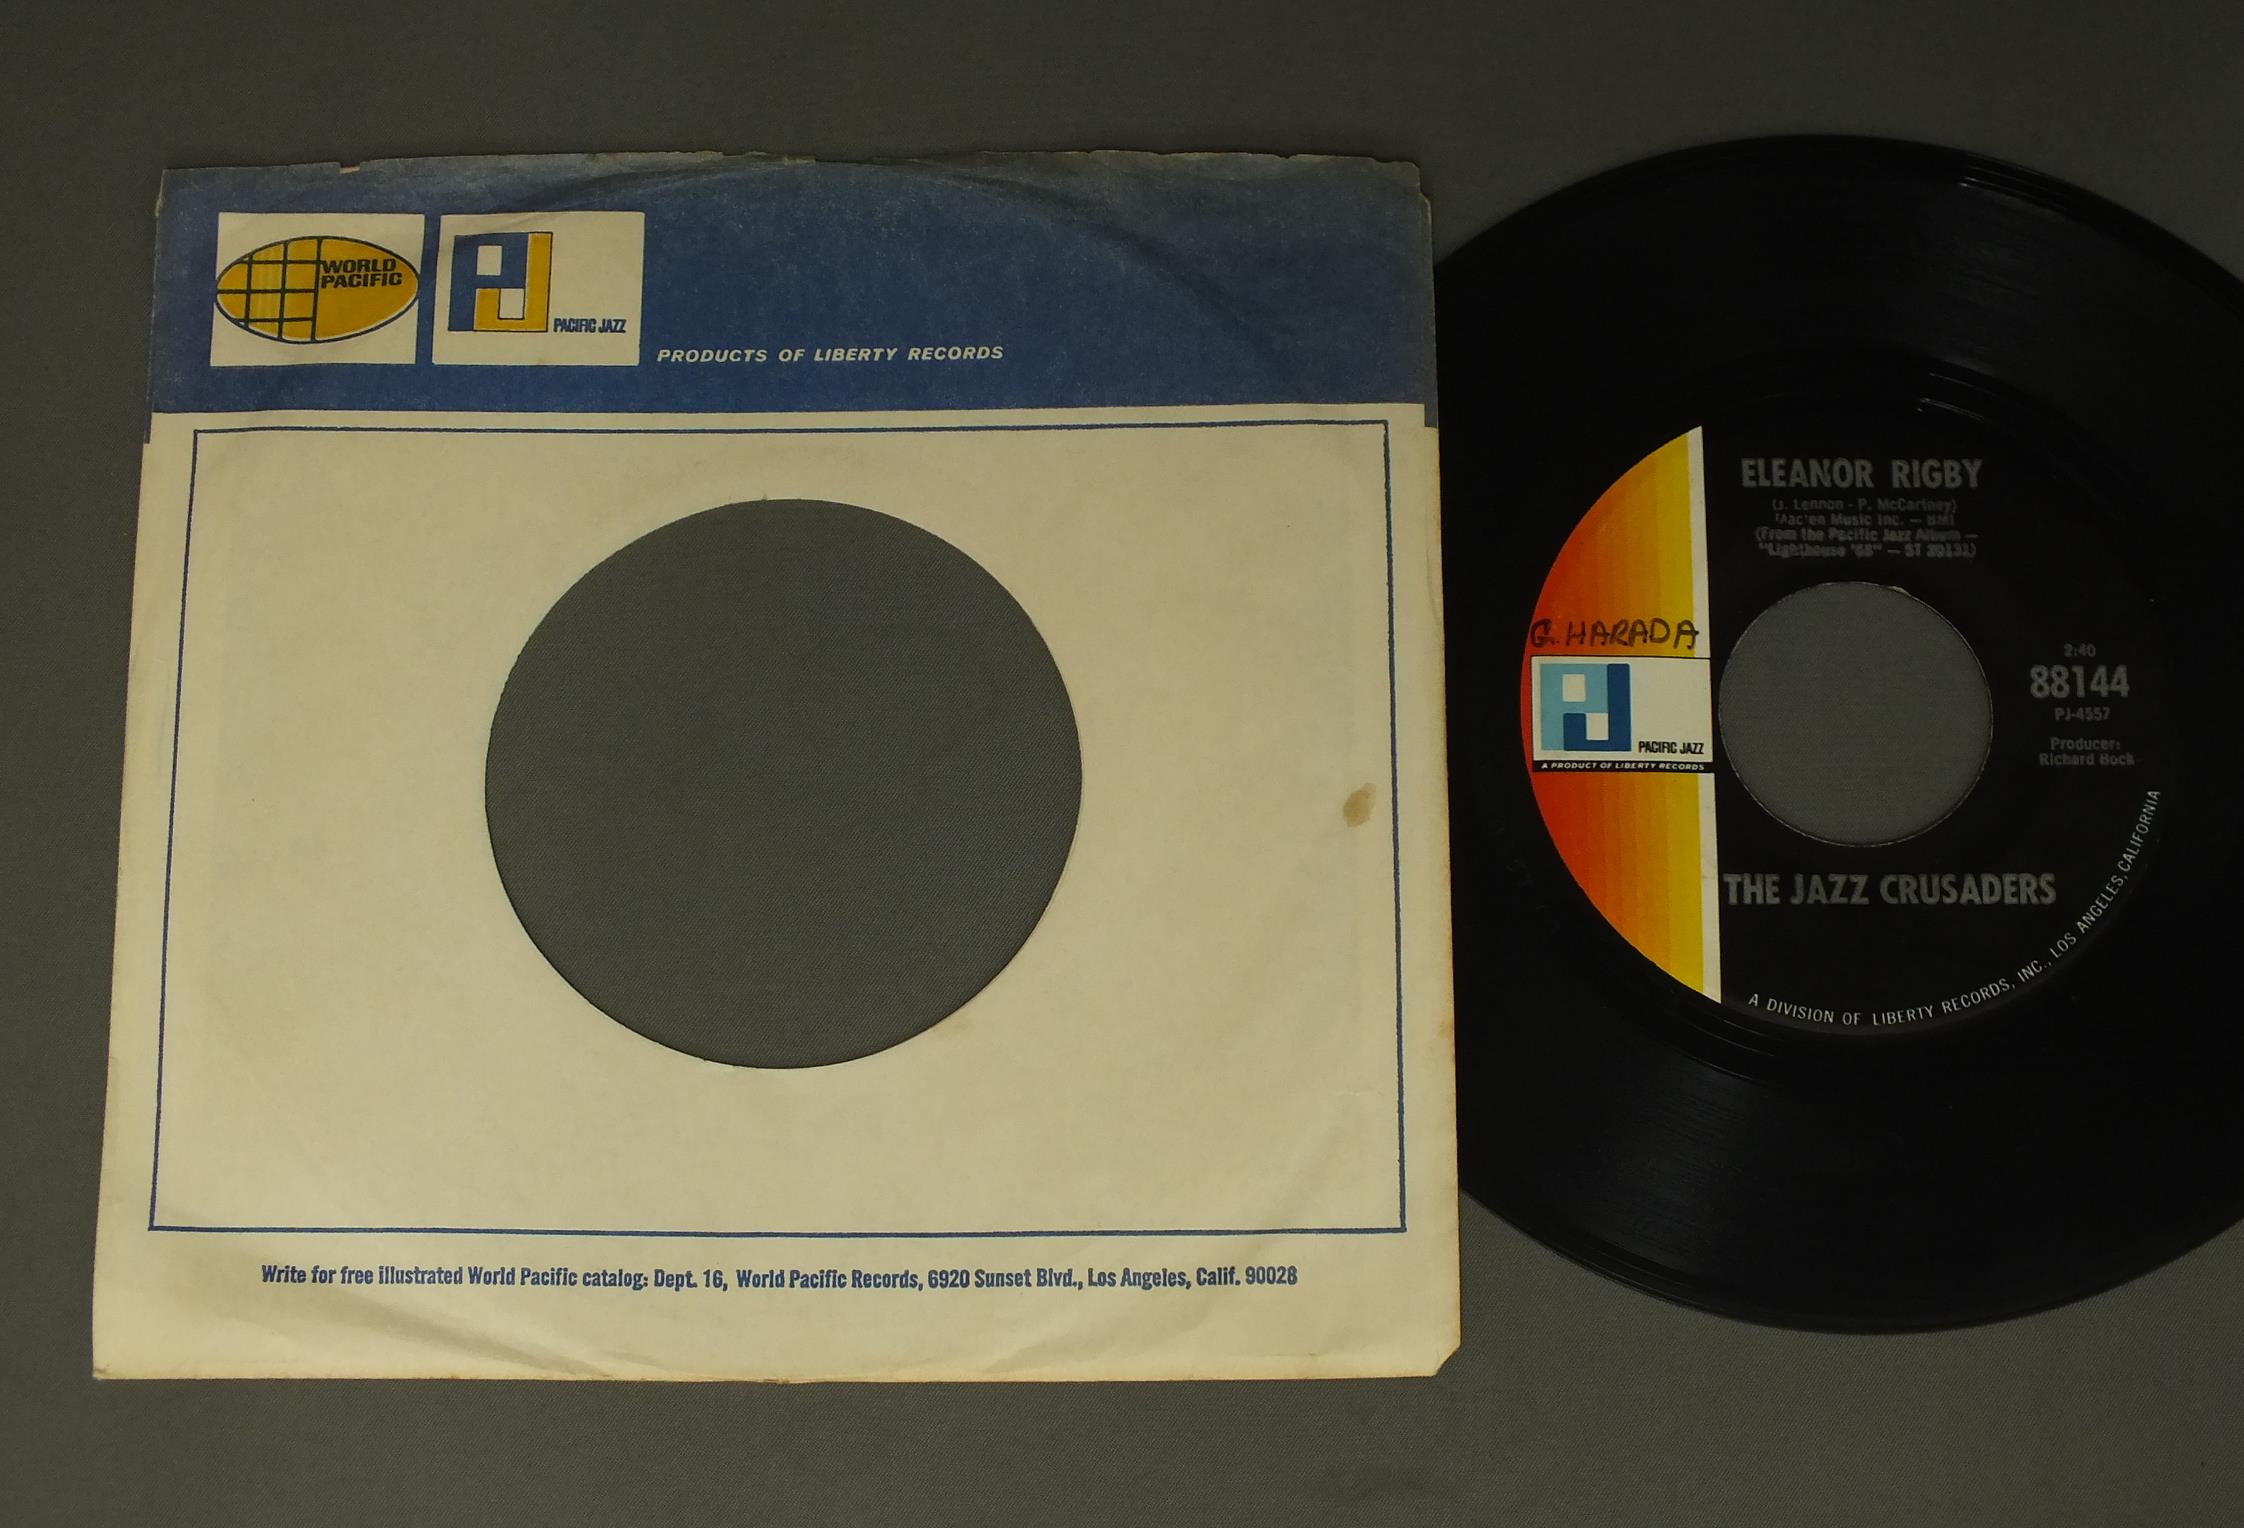 WORLD
PACIFIC
PJ
PACIFIC JAZZ
PRODUCTS OF LIBERTY RECORDS
Write for free illustrated World Pacific catalog: Dept. 16, World Pacific Records, 6920 Sunset Blvd., Los Angeles, Calif. 90028
ELEANOR RIGBY
(J. Lennon - P. McCartney)
Music Inc. — BMI
(From the Pacific Jazz Album —
"Lighthouse '68" — ST 20131)
G. HARADA
PJ
PACIFIC JAZZ
A PRODUCT OF LIBERTY RECORDS
2:40
88144
PJ-4557
Producer:
Richard Bock
THE JAZZ CRUSADERS
A DIVISION OF LIBERTY RECORDS, INC., LOS ANGELES, CALIFORNIA